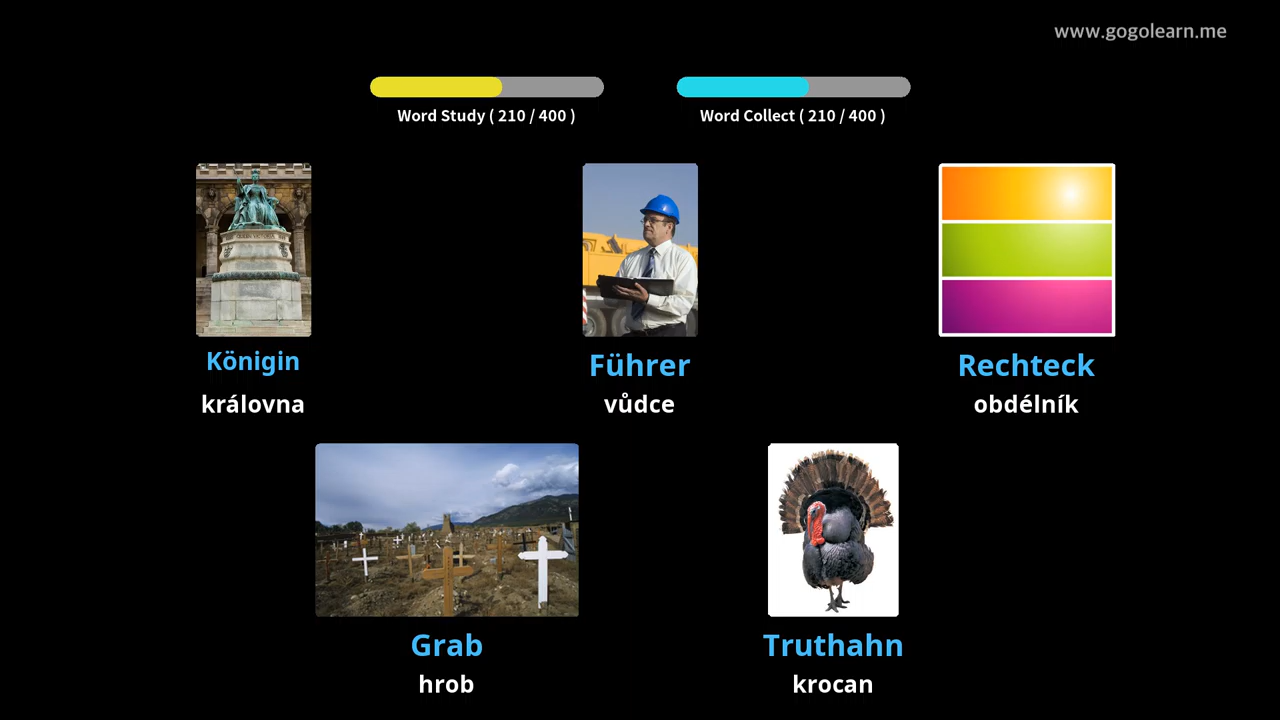 www.gogolearn.me
Word Study ( 210 / 400 )
Word Collect ( 210 / 400 )
Königin
Führer
Rechteck
královna
vůdce
obdélník
Grab
Truthahn
hrob
krocan